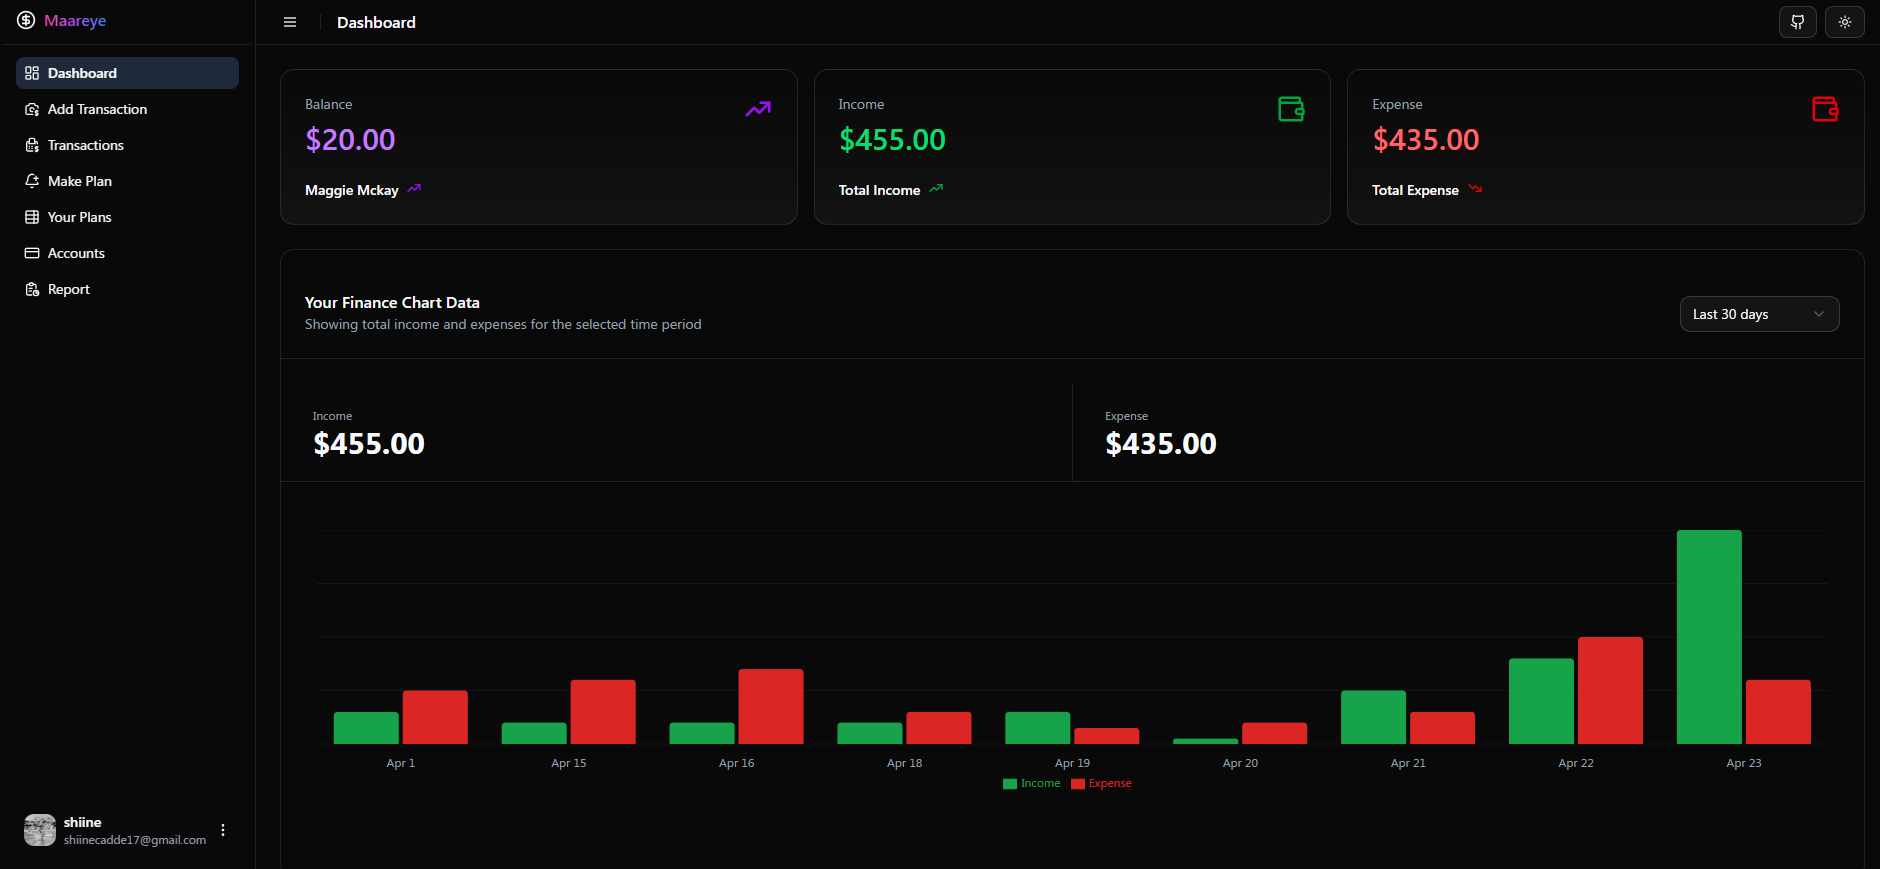 Maareye
Dashboard
Add Transaction
Transactions
Make Plan
Your Plans
Accounts
Report
shiine
shiinecadde17@gmail.com
Dashboard
Balance
$20.00
Maggie Mckay
Income
$455.00
Total Income
Expense
$435.00
Total Expense
Your Finance Chart Data
Showing total income and expenses for the selected time period
Last 30 days
Income
$455.00
Expense
$435.00
Apr 1 Apr 15 Apr 16 Apr 18 Apr 19 Apr 20 Apr 21 Apr 22 Apr 23
Income Expense